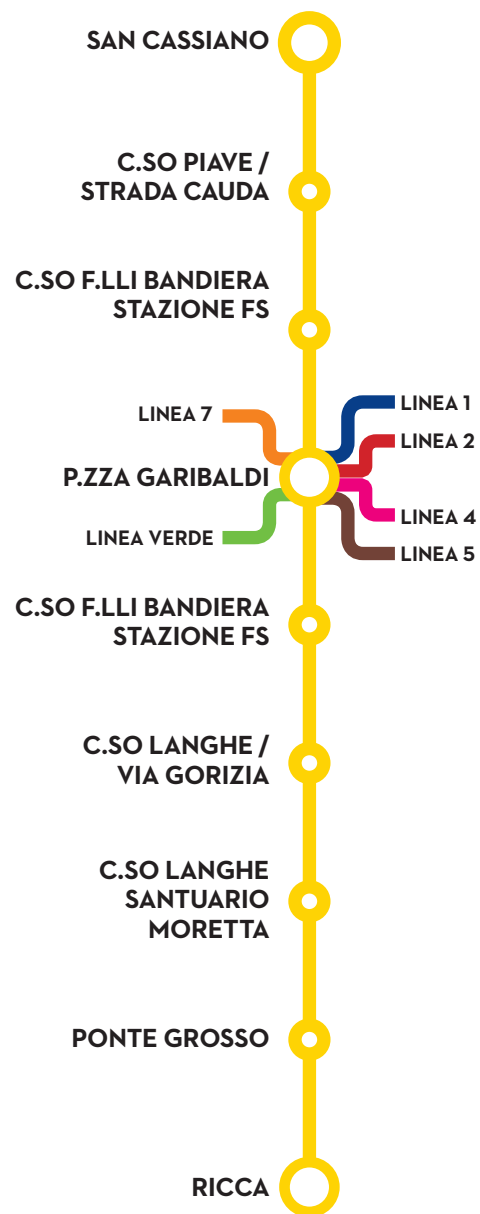 SAN CASSIANO
C.SO PIAVE /
STRADA CAUDA
C.SO F.LLI BANDIERA
STAZIONE FS
LINEA 7
LINEA 1
LINEA 2
P.ZZA GARIBALDI
LINEA 4
LINEA VERDE
LINEA 5
C.SO F.LLI BANDIERA
STAZIONE FS
C.SO LANGHE /
VIA GORIZIA
C.SO LANGHE
SANTUARIO
MORETTA
PONTE GROSSO
RICCA